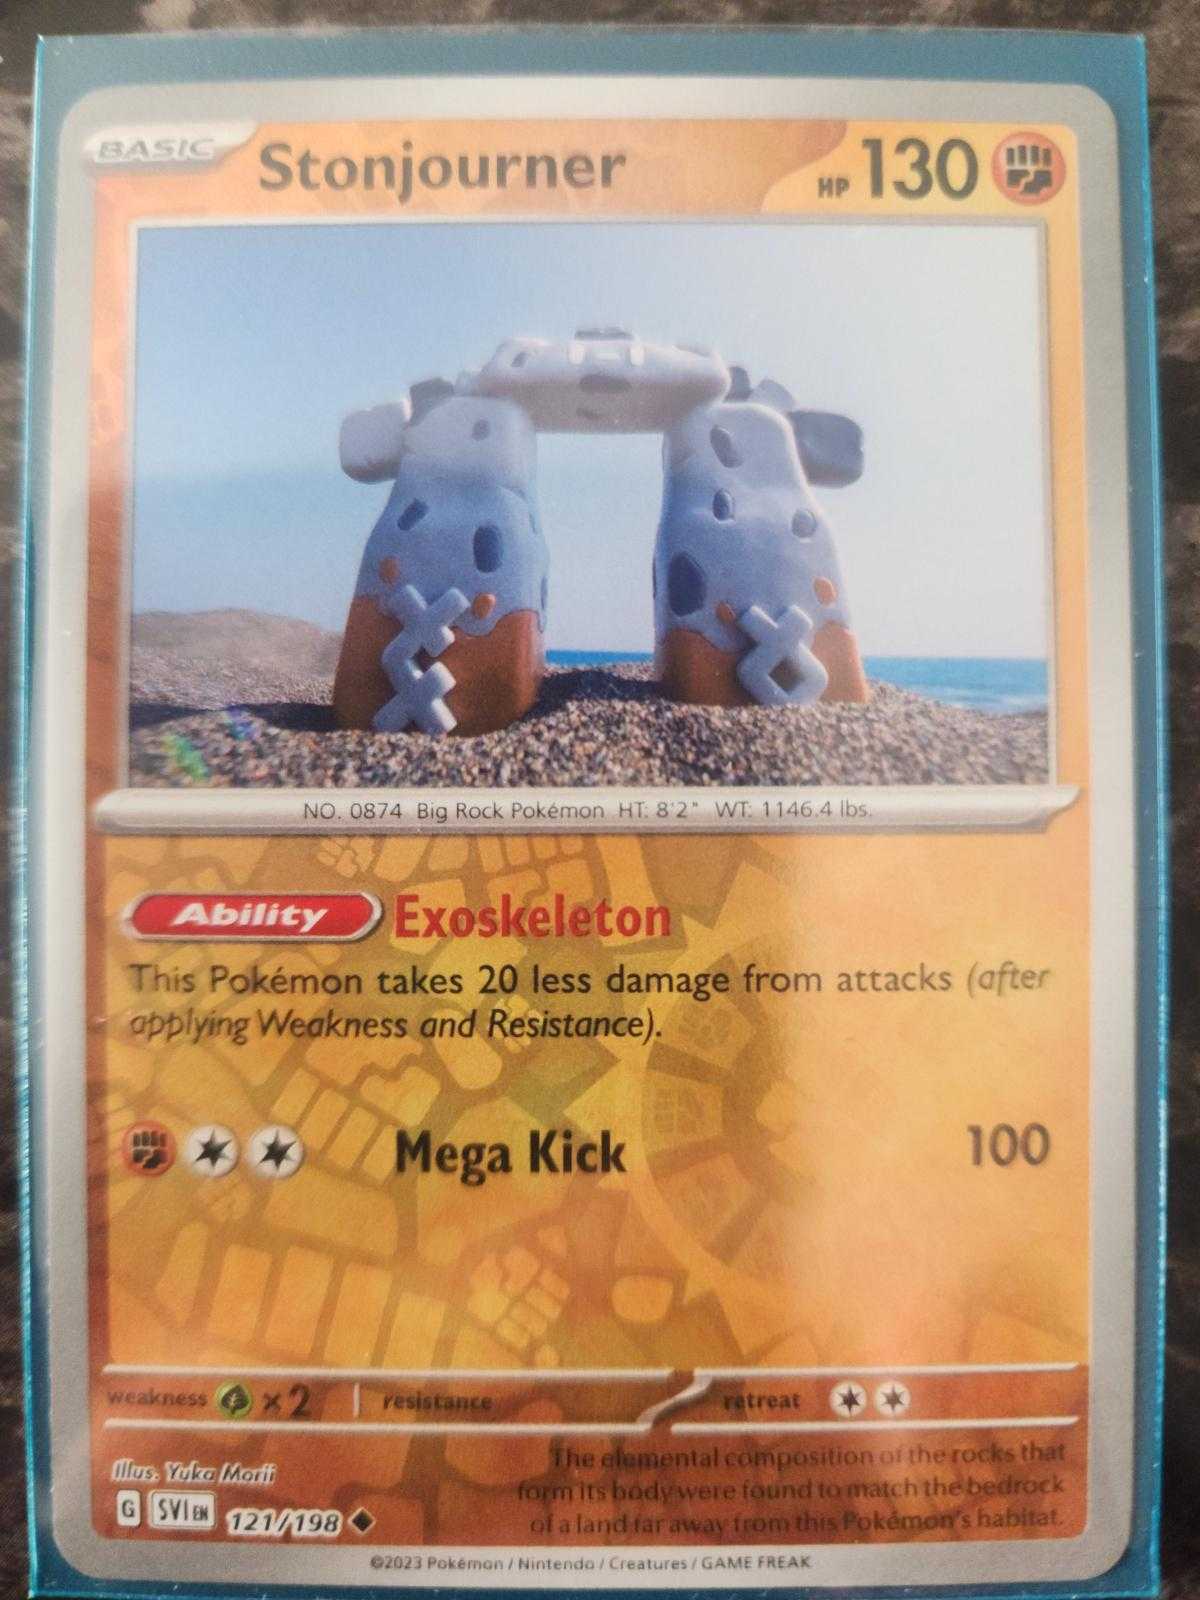 BASIC Stonjourner HP 130
NO. 0874 Big Rock Pokémon HT: 8'2" WT: 1146.4 lbs.
Ability Exoskeleton
This Pokémon takes 20 less damage from attacks (after
applying Weakness and Resistance).
Mega Kick 100
weakness ×2 resistance retreat
Illus. Yuka Morii
G SVI EN 121/198
The elemental composition of the rocks that
form its body were found to match the bedrock
of a land far away from this Pokémon's habitat.
©2023 Pokémon / Nintendo / Creatures / GAME FREAK